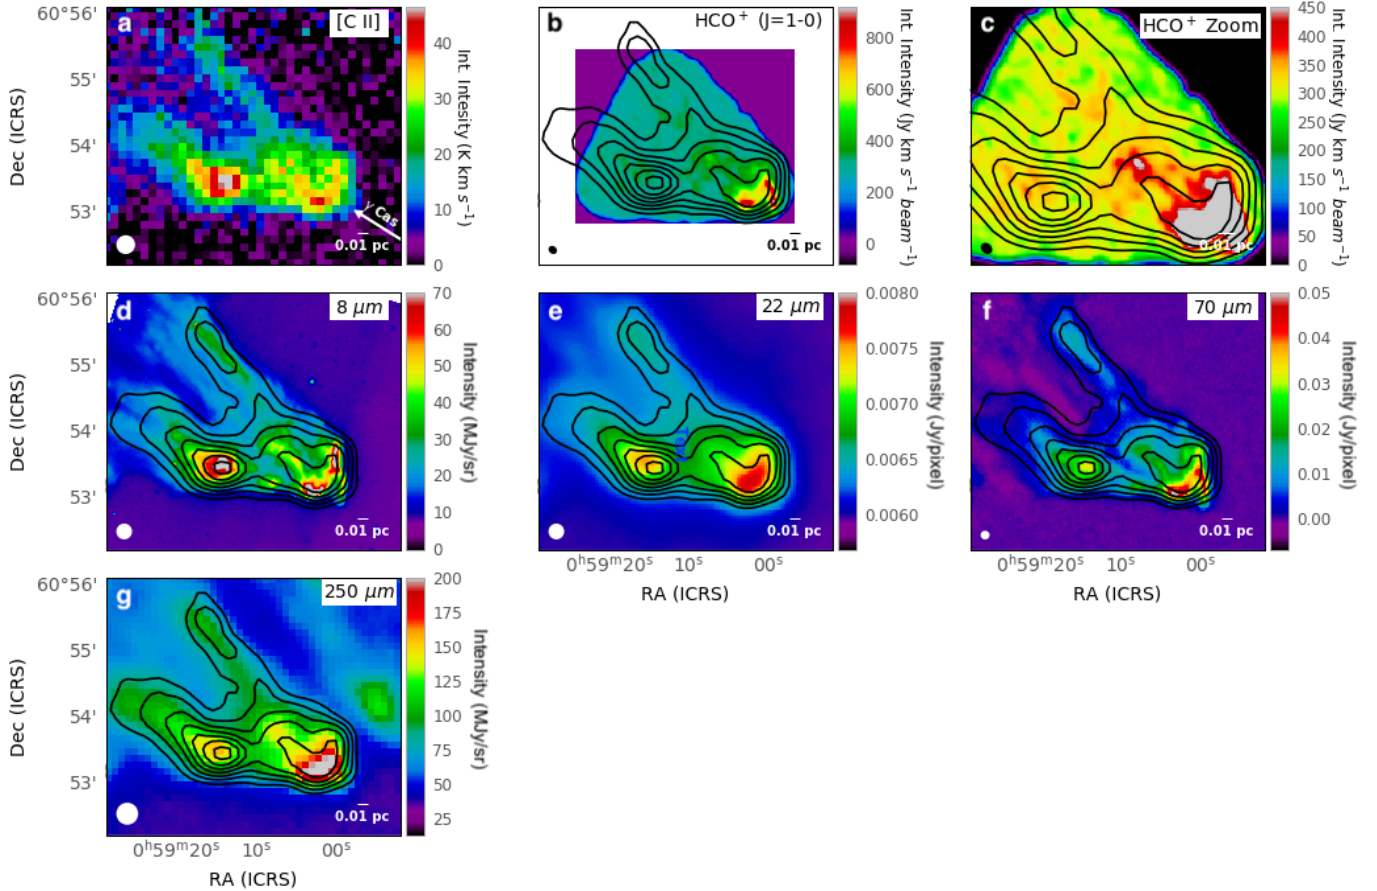 a
[C II]
60°56'
55'
54'
53'
Dec (ICRS)
γ Cas
0.01 pc
40
30
20
10
0
Int. Intesity (K km s⁻¹)
b
HCO⁺ (J=1-0)
0.01 pc
800
600
400
200
0
Int. Intensity (Jy km s⁻¹ beam⁻¹)
c
HCO⁺ Zoom
0.01 pc
450
400
350
300
250
200
150
100
50
0
Int. Intensity (Jy km s⁻¹ beam⁻¹)
d
8 μm
60°56'
55'
54'
53'
Dec (ICRS)
0.01 pc
70
60
50
40
30
20
10
0
Intensity (MJy/sr)
e
22 μm
0.01 pc
0.0080
0.0075
0.0070
0.0065
0.0060
Intensity (Jy/pixel)
0ʰ59ᵐ20ˢ 10ˢ 00ˢ
RA (ICRS)
f
70 μm
0.01 pc
0.05
0.04
0.03
0.02
0.01
0.00
Intensity (Jy/pixel)
0ʰ59ᵐ20ˢ 10ˢ 00ˢ
RA (ICRS)
g
250 μm
60°56'
55'
54'
53'
Dec (ICRS)
0.01 pc
200
175
150
125
100
75
50
25
Intensity (MJy/sr)
0ʰ59ᵐ20ˢ 10ˢ 00ˢ
RA (ICRS)